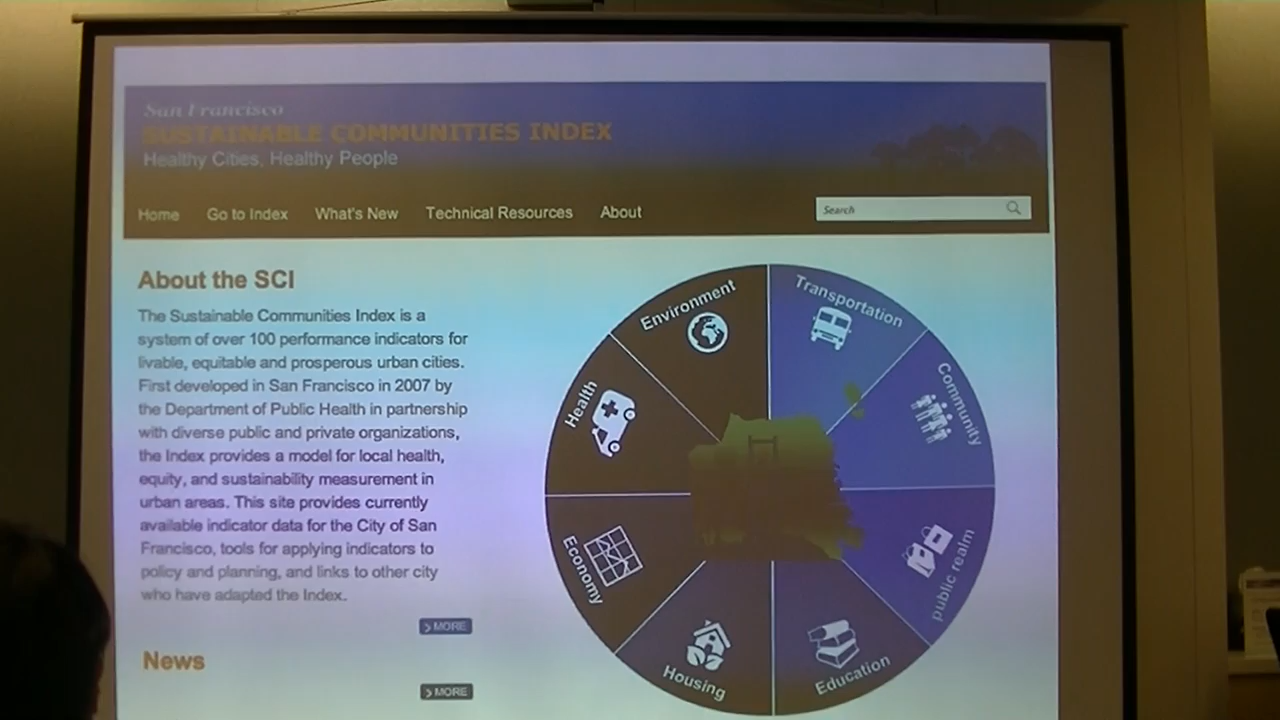 San Francisco
SUSTAINABLE COMMUNITIES INDEX
Healthy Cities, Healthy People
Home Go to Index What's New Technical Resources About
Search
About the SCI
The Sustainable Communities Index is a
system of over 100 performance indicators for
livable, equitable and prosperous urban cities.
First developed in San Francisco in 2007 by
the Department of Public Health in partnership
with diverse public and private organizations,
the Index provides a model for local health,
equity, and sustainability measurement in
urban areas. This site provides currently
available indicator data for the City of San
Francisco, tools for applying indicators to
policy and planning, and links to other city
who have adapted the Index.
> MORE
News
> MORE
Environment
Transportation
Community
public realm
Education
Housing
Economy
Health